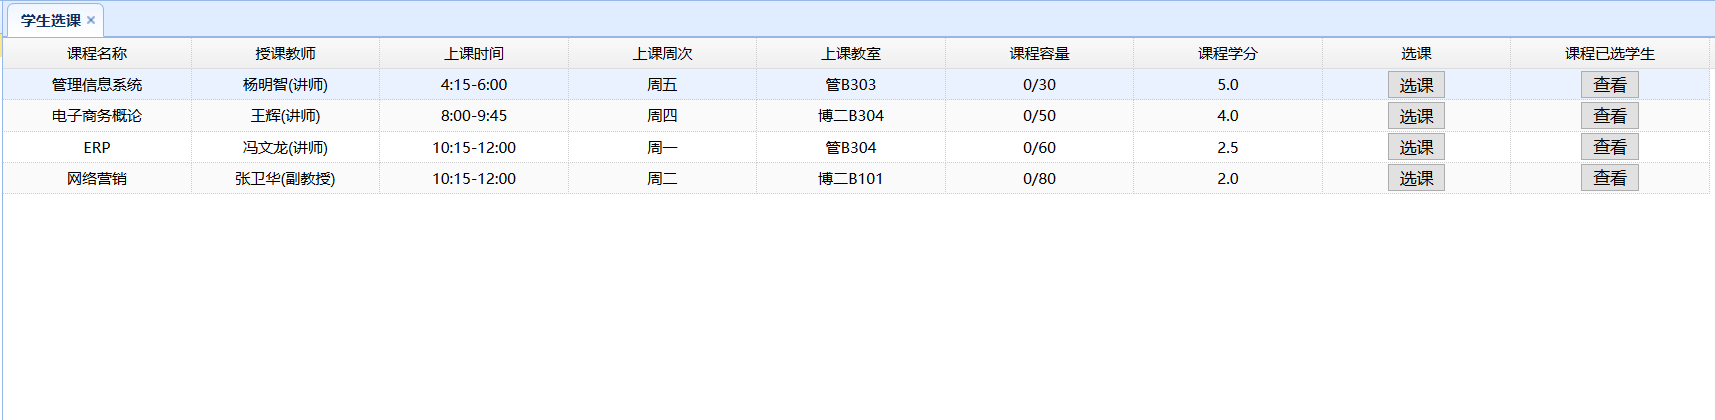 学生选课
课程名称 授课教师 上课时间 上课周次 上课教室 课程容量 课程学分 选课 课程已选学生
管理信息系统 杨明智(讲师) 4:15-6:00 周五 管B303 0/30 5.0 选课 查看
电子商务概论 王辉(讲师) 8:00-9:45 周四 博二B304 0/50 4.0 选课 查看
ERP 冯文龙(讲师) 10:15-12:00 周一 管B304 0/60 2.5 选课 查看
网络营销 张卫华(副教授) 10:15-12:00 周二 博二B101 0/80 2.0 选课 查看